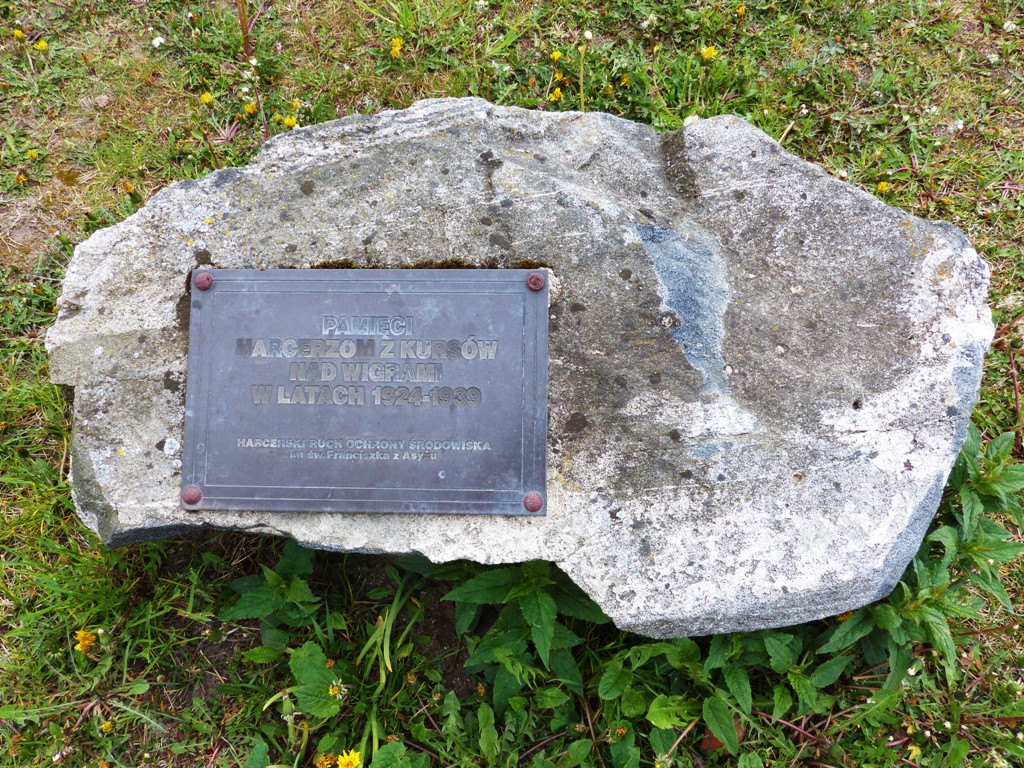 PAMIĘCI
HARCERZOM Z KURSÓW
NAD WIGRAMI
W LATACH 1924-1939
HARCERSKI RUCH OCHRONY ŚRODOWISKA
im św. Franciszka z Asyżu